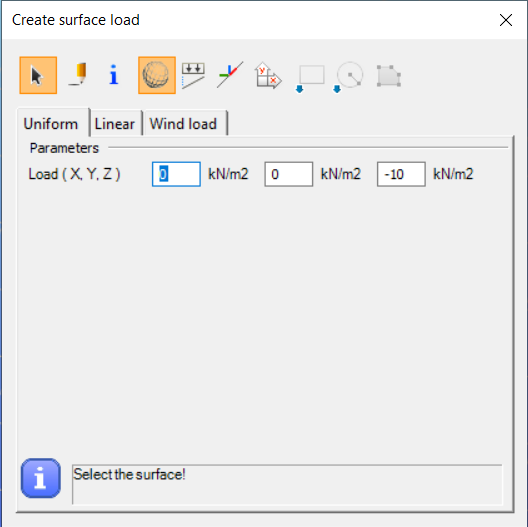 Create surface load
Uniform Linear Wind load
Parameters
Load ( X, Y, Z ) 0 kN/m2 0 kN/m2 -10 kN/m2
Select the surface!